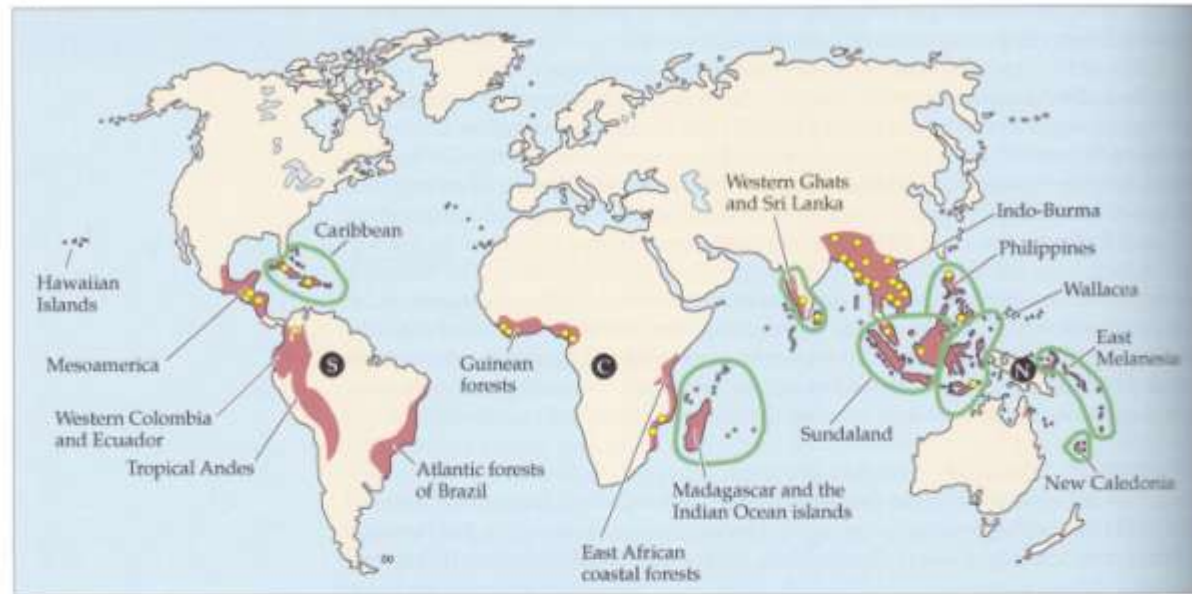 Western Ghats
and Sri Lanka
Indo-Burma
Caribbean
Philippines
Hawaiian
Islands
Wallacea
Mesoamerica
Guinean
forests
East
Melanesia
S
C
N
Western Colombia
and Ecuador
Sundaland
Tropical Andes
Atlantic forests
of Brazil
Madagascar and the
Indian Ocean islands
New Caledonia
East African
coastal forests